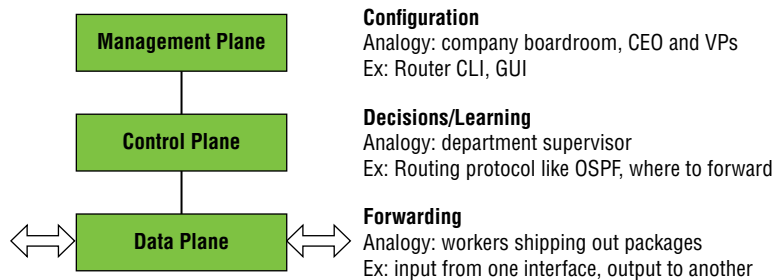 Management Plane
Configuration
Analogy: company boardroom, CEO and VPs
Ex: Router CLI, GUI
Control Plane
Decisions/Learning
Analogy: department supervisor
Ex: Routing protocol like OSPF, where to forward
Data Plane
Forwarding
Analogy: workers shipping out packages
Ex: input from one interface, output to another